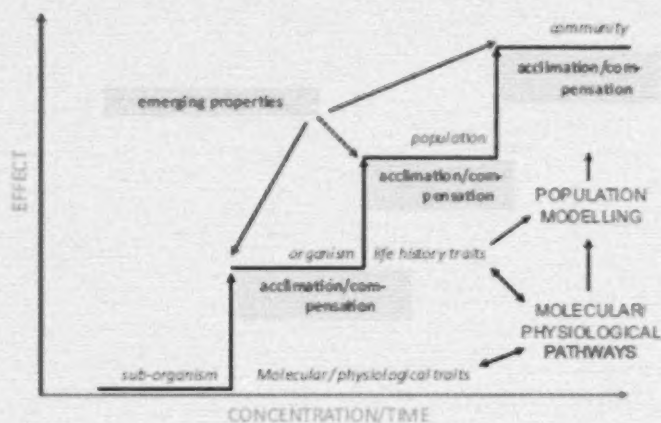 community
acclimation/com-
pensation
emerging properties
population
acclimation/com-
pensation
EFFECT
POPULATION
MODELLING
organism
life history traits
acclimation/com-
pensation
MOLECULAR/
PHYSIOLOGICAL
PATHWAYS
sub-organism
Molecular/physiological traits
CONCENTRATION/TIME